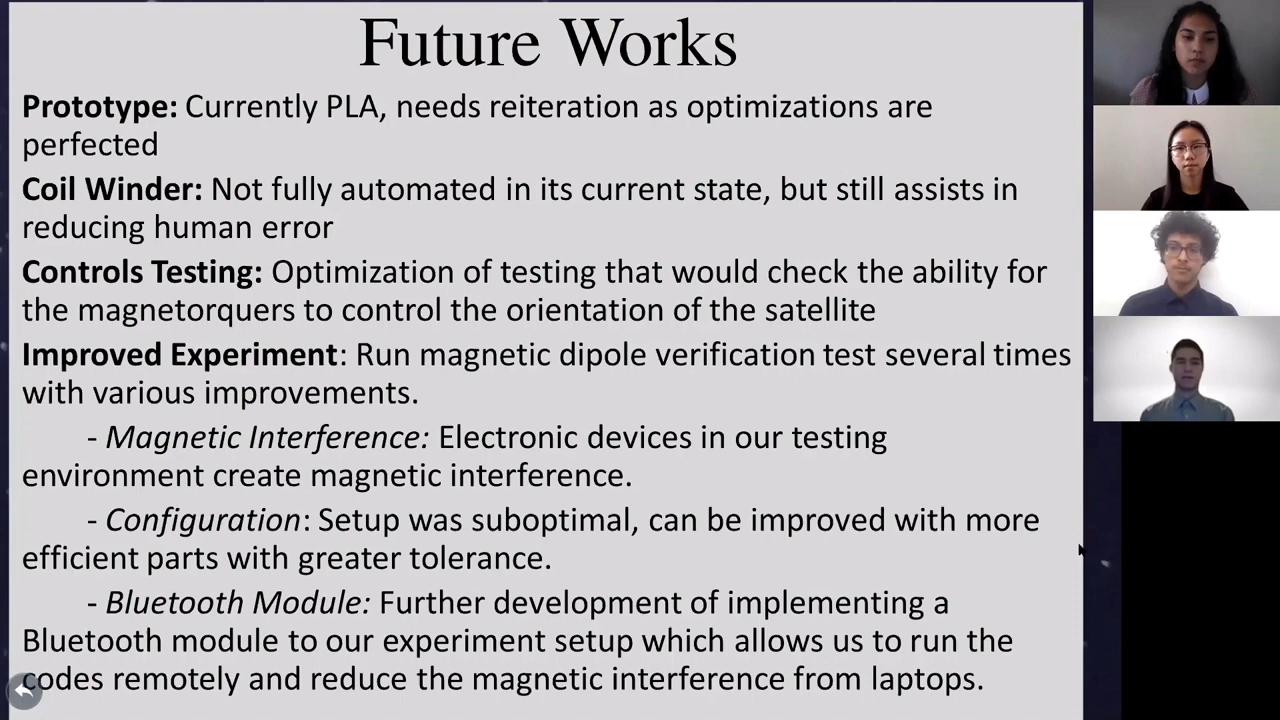 Future Works
Prototype: Currently PLA, needs reiteration as optimizations are
perfected
Coil Winder: Not fully automated in its current state, but still assists in
reducing human error
Controls Testing: Optimization of testing that would check the ability for
the magnetorquers to control the orientation of the satellite
Improved Experiment: Run magnetic dipole verification test several times
with various improvements.
- Magnetic Interference: Electronic devices in our testing
environment create magnetic interference.
- Configuration: Setup was suboptimal, can be improved with more
efficient parts with greater tolerance.
- Bluetooth Module: Further development of implementing a
Bluetooth module to our experiment setup which allows us to run the
codes remotely and reduce the magnetic interference from laptops.